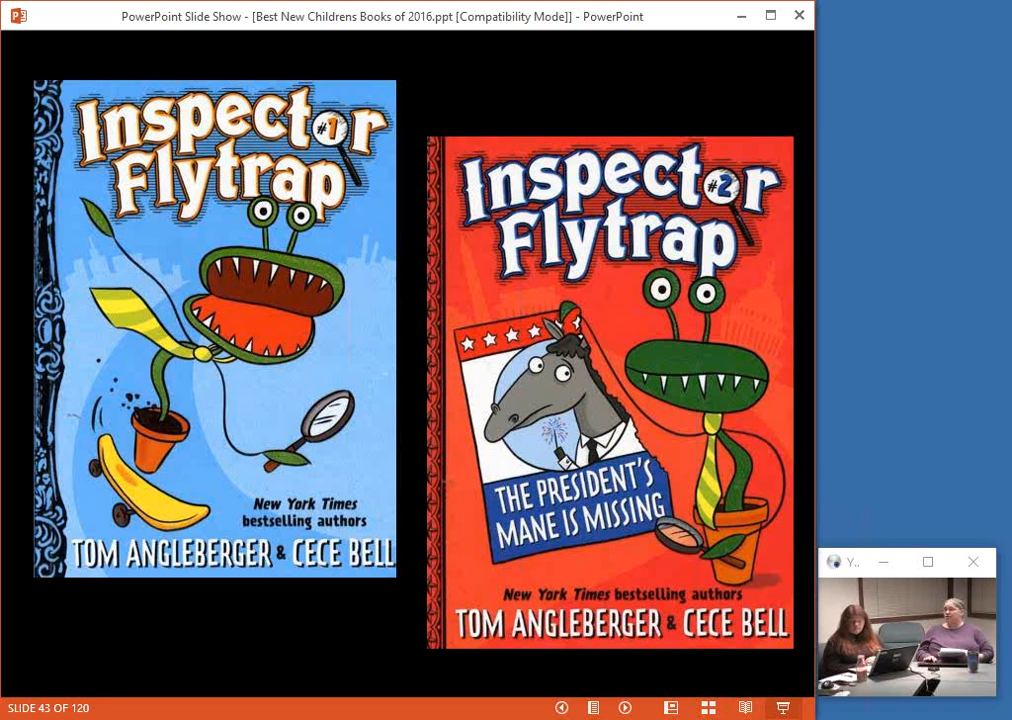 PowerPoint Slide Show - [Best New Childrens Books of 2016.ppt [Compatibility Mode]] - PowerPoint
Inspector
#1
Flytrap
New York Times
bestselling authors
TOM ANGLEBERGER & CECE BELL
Inspector
#2
Flytrap
THE PRESIDENT'S
MANE IS MISSING
New York Times bestselling authors
TOM ANGLEBERGER & CECE BELL
Y..
SLIDE 43 OF 120